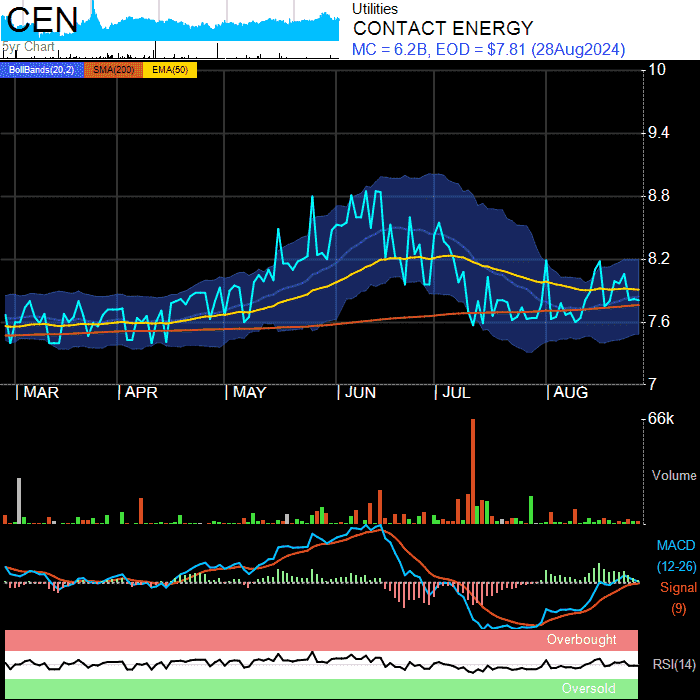 CEN
5yr Chart
Utilities
CONTACT ENERGY
MC = 6.2B, EOD = $7.81 (28Aug2024)
BollBands(20,2) SMA(200) EMA(50)
10
9.4
8.8
8.2
7.6
7
MAR APR MAY JUN JUL AUG
66k
Volume
MACD
(12-26)
Signal
(9)
Overbought
RSI(14)
Oversold